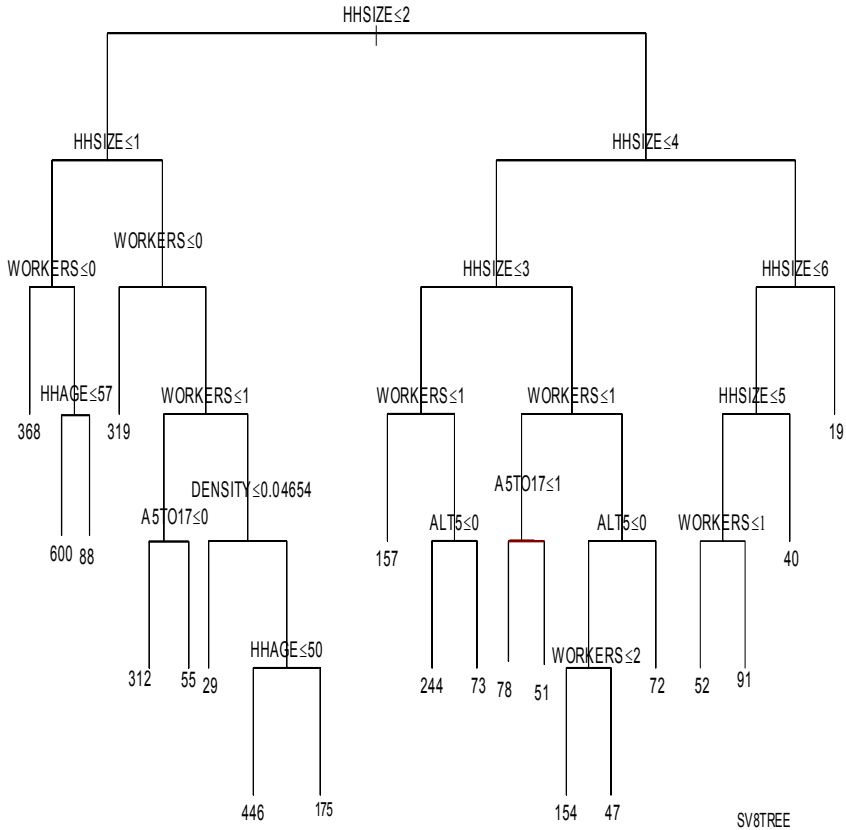 HHSIZE≤2
HHSIZE≤1
HHSIZE≤4
WORKERS≤0
WORKERS≤0
HHSIZE≤3
HHSIZE≤6
HHAGE≤57
WORKERS≤1
WORKERS≤1
WORKERS≤1
HHSIZE≤5
368
319
19
DENSITY≤0.04654
A5TO17≤1
A5TO17≤0
ALT5≤0
ALT5≤0
WORKERS≤1
600
88
157
40
HHAGE≤50
WORKERS≤2
312
55
29
244
73
78
51
72
52
91
446
175
154
47
SV8TREE